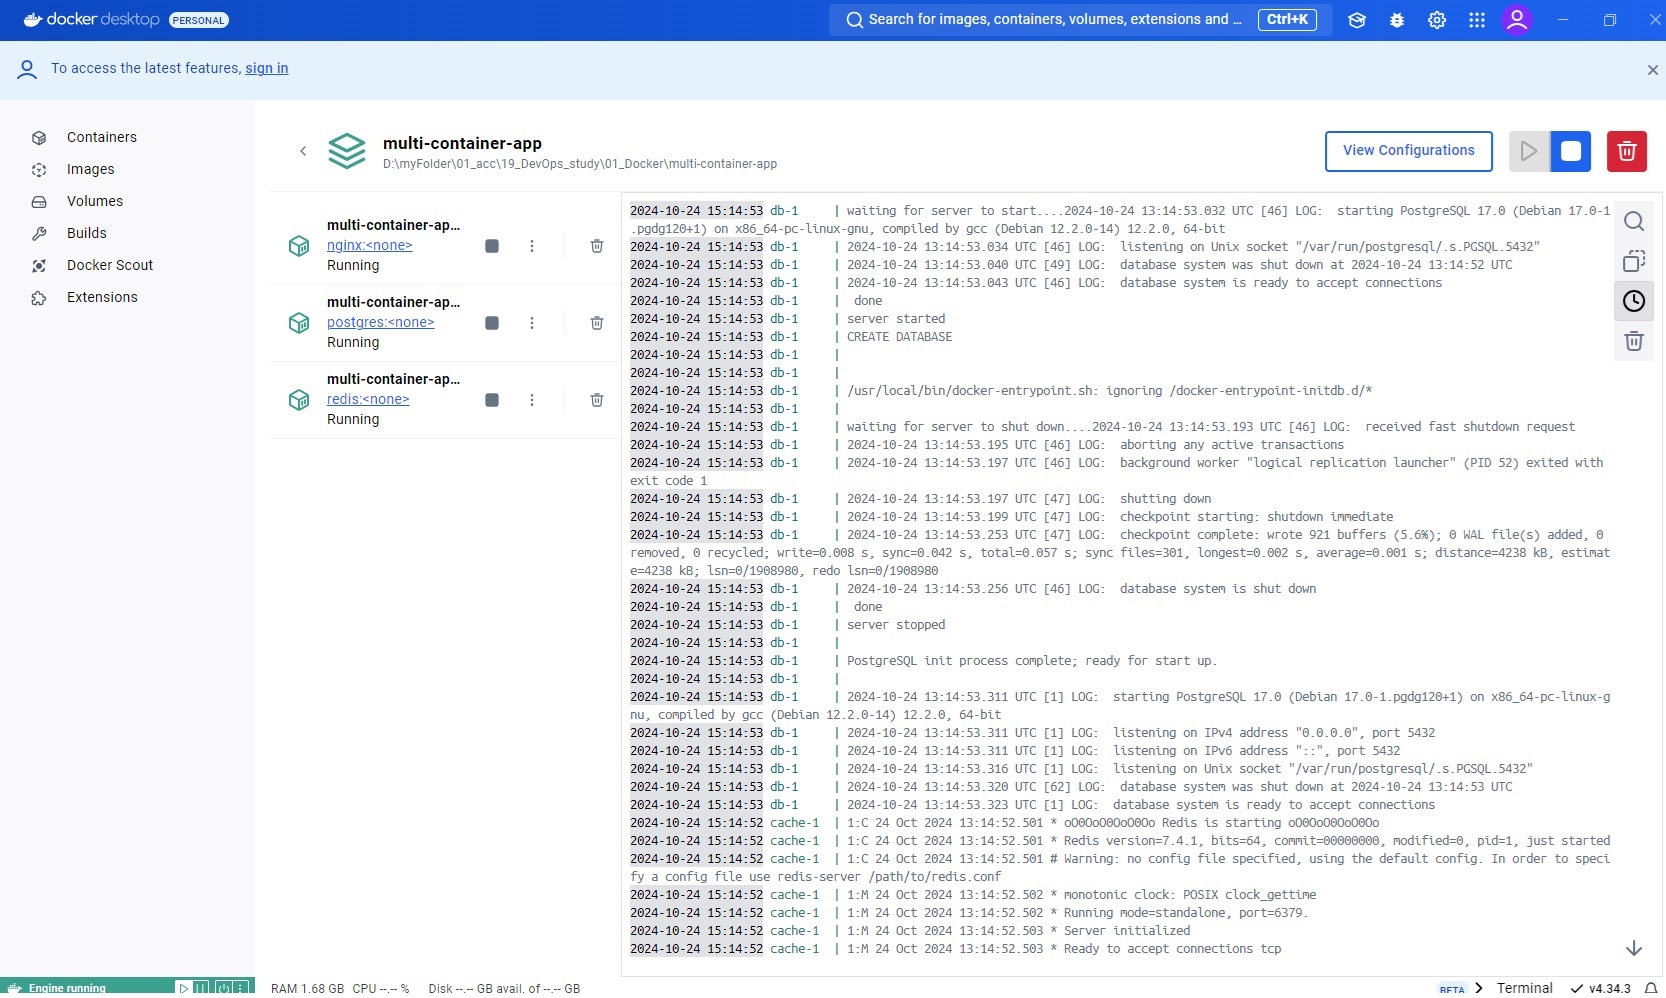 docker desktop PERSONAL
Search for images, containers, volumes, extensions and ... Ctrl+K
To access the latest features, sign in
Containers
Images
Volumes
Builds
Docker Scout
Extensions
multi-container-app
D:\myFolder\01_acc\19_DevOps_study\01_Docker\multi-container-app
View Configurations
multi-container-ap...
nginx:<none>
Running
multi-container-ap...
postgres:<none>
Running
multi-container-ap...
redis:<none>
Running
2024-10-24 15:14:53 db-1 | waiting for server to start....2024-10-24 13:14:53.032 UTC [46] LOG: starting PostgreSQL 17.0 (Debian 17.0-1
.pgdg120+1) on x86_64-pc-linux-gnu, compiled by gcc (Debian 12.2.0-14) 12.2.0, 64-bit
2024-10-24 15:14:53 db-1 | 2024-10-24 13:14:53.034 UTC [46] LOG: listening on Unix socket "/var/run/postgresql/.s.PGSQL.5432"
2024-10-24 15:14:53 db-1 | 2024-10-24 13:14:53.040 UTC [49] LOG: database system was shut down at 2024-10-24 13:14:52 UTC
2024-10-24 15:14:53 db-1 | 2024-10-24 13:14:53.043 UTC [46] LOG: database system is ready to accept connections
2024-10-24 15:14:53 db-1 | done
2024-10-24 15:14:53 db-1 | server started
2024-10-24 15:14:53 db-1 | CREATE DATABASE
2024-10-24 15:14:53 db-1 |
2024-10-24 15:14:53 db-1 |
2024-10-24 15:14:53 db-1 | /usr/local/bin/docker-entrypoint.sh: ignoring /docker-entrypoint-initdb.d/*
2024-10-24 15:14:53 db-1 |
2024-10-24 15:14:53 db-1 | waiting for server to shut down....2024-10-24 13:14:53.193 UTC [46] LOG: received fast shutdown request
2024-10-24 15:14:53 db-1 | 2024-10-24 13:14:53.195 UTC [46] LOG: aborting any active transactions
2024-10-24 15:14:53 db-1 | 2024-10-24 13:14:53.197 UTC [46] LOG: background worker "logical replication launcher" (PID 52) exited with
exit code 1
2024-10-24 15:14:53 db-1 | 2024-10-24 13:14:53.197 UTC [47] LOG: shutting down
2024-10-24 15:14:53 db-1 | 2024-10-24 13:14:53.199 UTC [47] LOG: checkpoint starting: shutdown immediate
2024-10-24 15:14:53 db-1 | 2024-10-24 13:14:53.253 UTC [47] LOG: checkpoint complete: wrote 921 buffers (5.6%); 0 WAL file(s) added, 0
removed, 0 recycled; write=0.008 s, sync=0.042 s, total=0.057 s; sync files=301, longest=0.002 s, average=0.001 s; distance=4238 kB, estimat
e=4238 kB; lsn=0/1908980, redo lsn=0/1908980
2024-10-24 15:14:53 db-1 | 2024-10-24 13:14:53.256 UTC [46] LOG: database system is shut down
2024-10-24 15:14:53 db-1 | done
2024-10-24 15:14:53 db-1 | server stopped
2024-10-24 15:14:53 db-1 |
2024-10-24 15:14:53 db-1 | PostgreSQL init process complete; ready for start up.
2024-10-24 15:14:53 db-1 |
2024-10-24 15:14:53 db-1 | 2024-10-24 13:14:53.311 UTC [1] LOG: starting PostgreSQL 17.0 (Debian 17.0-1.pgdg120+1) on x86_64-pc-linux-g
nu, compiled by gcc (Debian 12.2.0-14) 12.2.0, 64-bit
2024-10-24 15:14:53 db-1 | 2024-10-24 13:14:53.311 UTC [1] LOG: listening on IPv4 address "0.0.0.0", port 5432
2024-10-24 15:14:53 db-1 | 2024-10-24 13:14:53.311 UTC [1] LOG: listening on IPv6 address "::", port 5432
2024-10-24 15:14:53 db-1 | 2024-10-24 13:14:53.316 UTC [1] LOG: listening on Unix socket "/var/run/postgresql/.s.PGSQL.5432"
2024-10-24 15:14:53 db-1 | 2024-10-24 13:14:53.320 UTC [62] LOG: database system was shut down at 2024-10-24 13:14:53 UTC
2024-10-24 15:14:53 db-1 | 2024-10-24 13:14:53.323 UTC [1] LOG: database system is ready to accept connections
2024-10-24 15:14:52 cache-1 | 1:C 24 Oct 2024 13:14:52.501 * oO0OoO0OoO0Oo Redis is starting oO0OoO0OoO0Oo
2024-10-24 15:14:52 cache-1 | 1:C 24 Oct 2024 13:14:52.501 * Redis version=7.4.1, bits=64, commit=00000000, modified=0, pid=1, just started
2024-10-24 15:14:52 cache-1 | 1:C 24 Oct 2024 13:14:52.501 # Warning: no config file specified, using the default config. In order to speci
fy a config file use redis-server /path/to/redis.conf
2024-10-24 15:14:52 cache-1 | 1:M 24 Oct 2024 13:14:52.502 * monotonic clock: POSIX clock_gettime
2024-10-24 15:14:52 cache-1 | 1:M 24 Oct 2024 13:14:52.502 * Running mode=standalone, port=6379.
2024-10-24 15:14:52 cache-1 | 1:M 24 Oct 2024 13:14:52.503 * Server initialized
2024-10-24 15:14:52 cache-1 | 1:M 24 Oct 2024 13:14:52.503 * Ready to accept connections tcp
Engine running
RAM 1.68 GB CPU --.-- % Disk --.-- GB avail. of --.-- GB
BETA Terminal v4.34.3